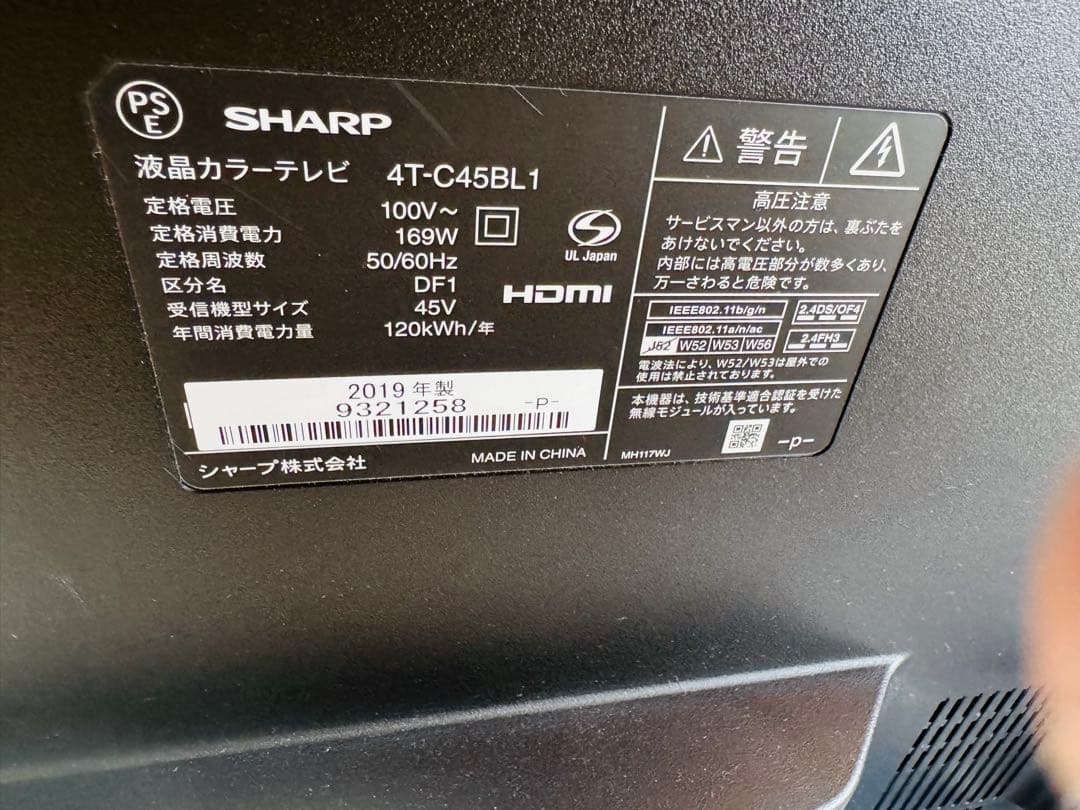 PS
E
SHARP
液晶カラーテレビ 4T-C45BL1
定格電圧 100V～
定格消費電力 169W
定格周波数 50/60Hz
区分名 DF1
受信機型サイズ 45V
年間消費電力量 120kWh/年
UL Japan
HDMI
2019 年製
9321258 -P-
シャープ株式会社 MADE IN CHINA
警告
高圧注意
サービスマン以外の方は、裏ぶたを
あけないでください。
内部には高電圧部分が数多くあり、
万一さわると危険です。
IEEE802.11b/g/n
IEEE802.11a/n/ac
J52 W52 W53 W56
2.4DS/OF4
2.4FH3
電波法により、W52/W53は屋外での
使用は禁止されております。
本機器は、技術基準適合認証を受けた
無線モジュールが入っています。
MH117WJ -p-